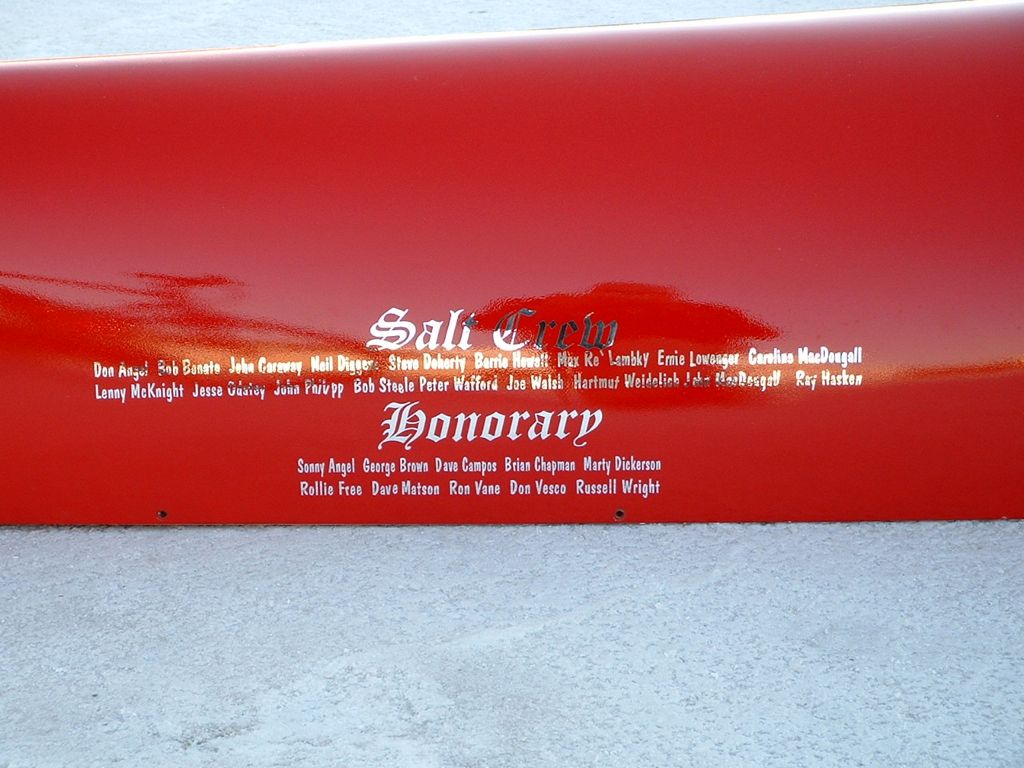 Salt Crew
Don Angel Bob Bonato John Caraway Neil Diggers Steve Doherty Barrie Howell Max Re' Lambky Ernie Lowenger Caroline MacDougall
Lenny McKnight Jesse John Philipp Bob Steele Peter Watford Joe Walsh Hartmut Weidelich John MacDougall Ray Hasken
Honorary
Sonny Angel George Brown Dave Campos Brian Chapman Marty Dickerson
Rollie Free Dave Matson Ron Vane Don Vesco Russell Wright